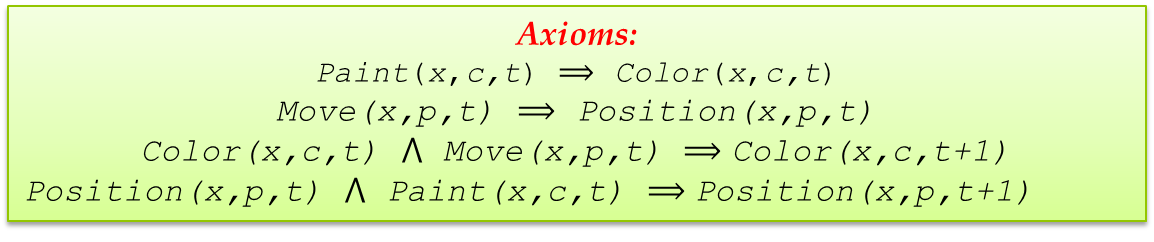 Axioms:
Paint(x,c,t) ⟹ Color(x,c,t)
Move(x,p,t) ⟹ Position(x,p,t)
Color(x,c,t) ⋀ Move(x,p,t) ⟹ Color(x,c,t+1)
Position(x,p,t) ⋀ Paint(x,c,t) ⟹ Position(x,p,t+1)